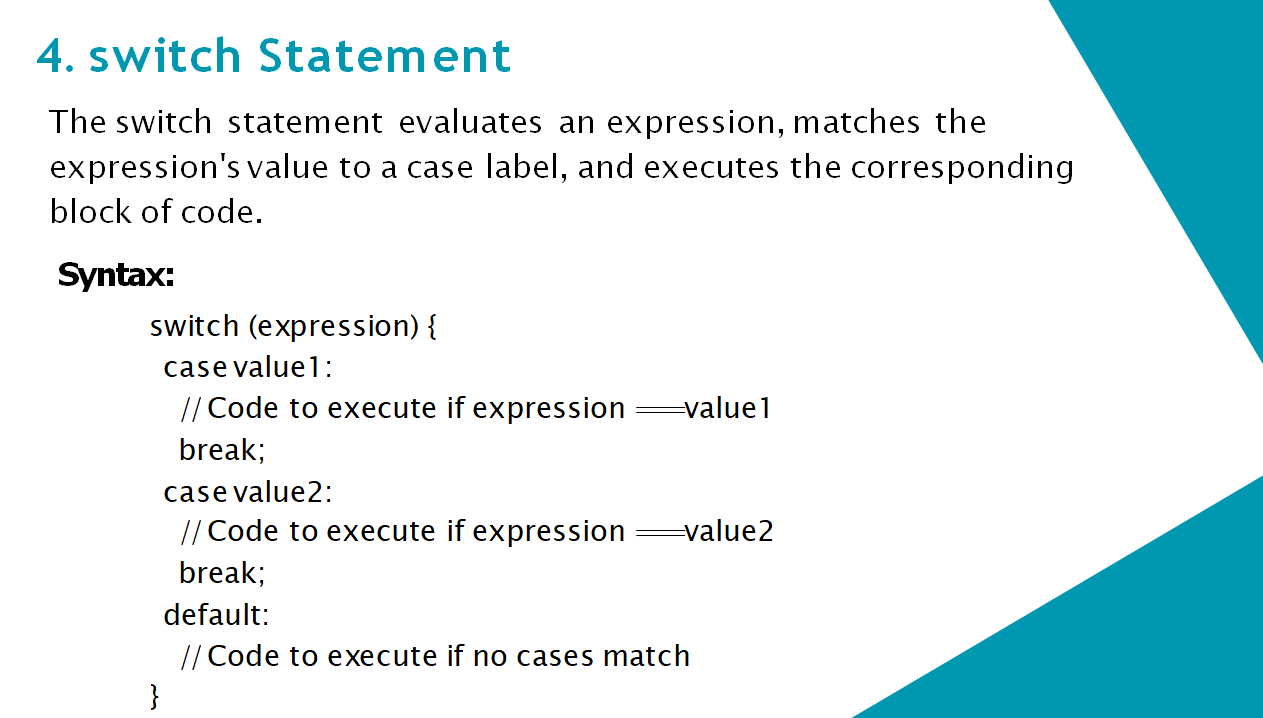 4. switch Statement
The switch statement evaluates an expression, matches the
expression's value to a case label, and executes the corresponding
block of code.
Syntax:
switch (expression) {
case value1:
// Code to execute if expression === value1
break;
case value2:
// Code to execute if expression === value2
break;
default:
// Code to execute if no cases match
}